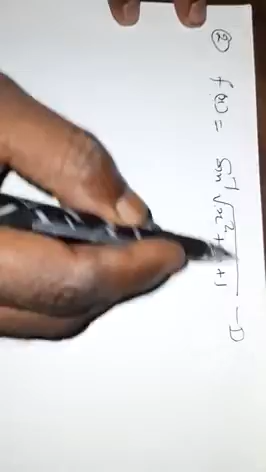 ② f(x) = Sin⁻¹ √x² + + 1 - D